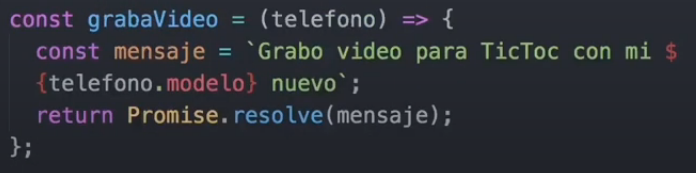 const grabaVideo = (telefono) => {
const mensaje = `Grabo video para TicToc con mi $
{telefono.modelo} nuevo`;
return Promise.resolve(mensaje);
};